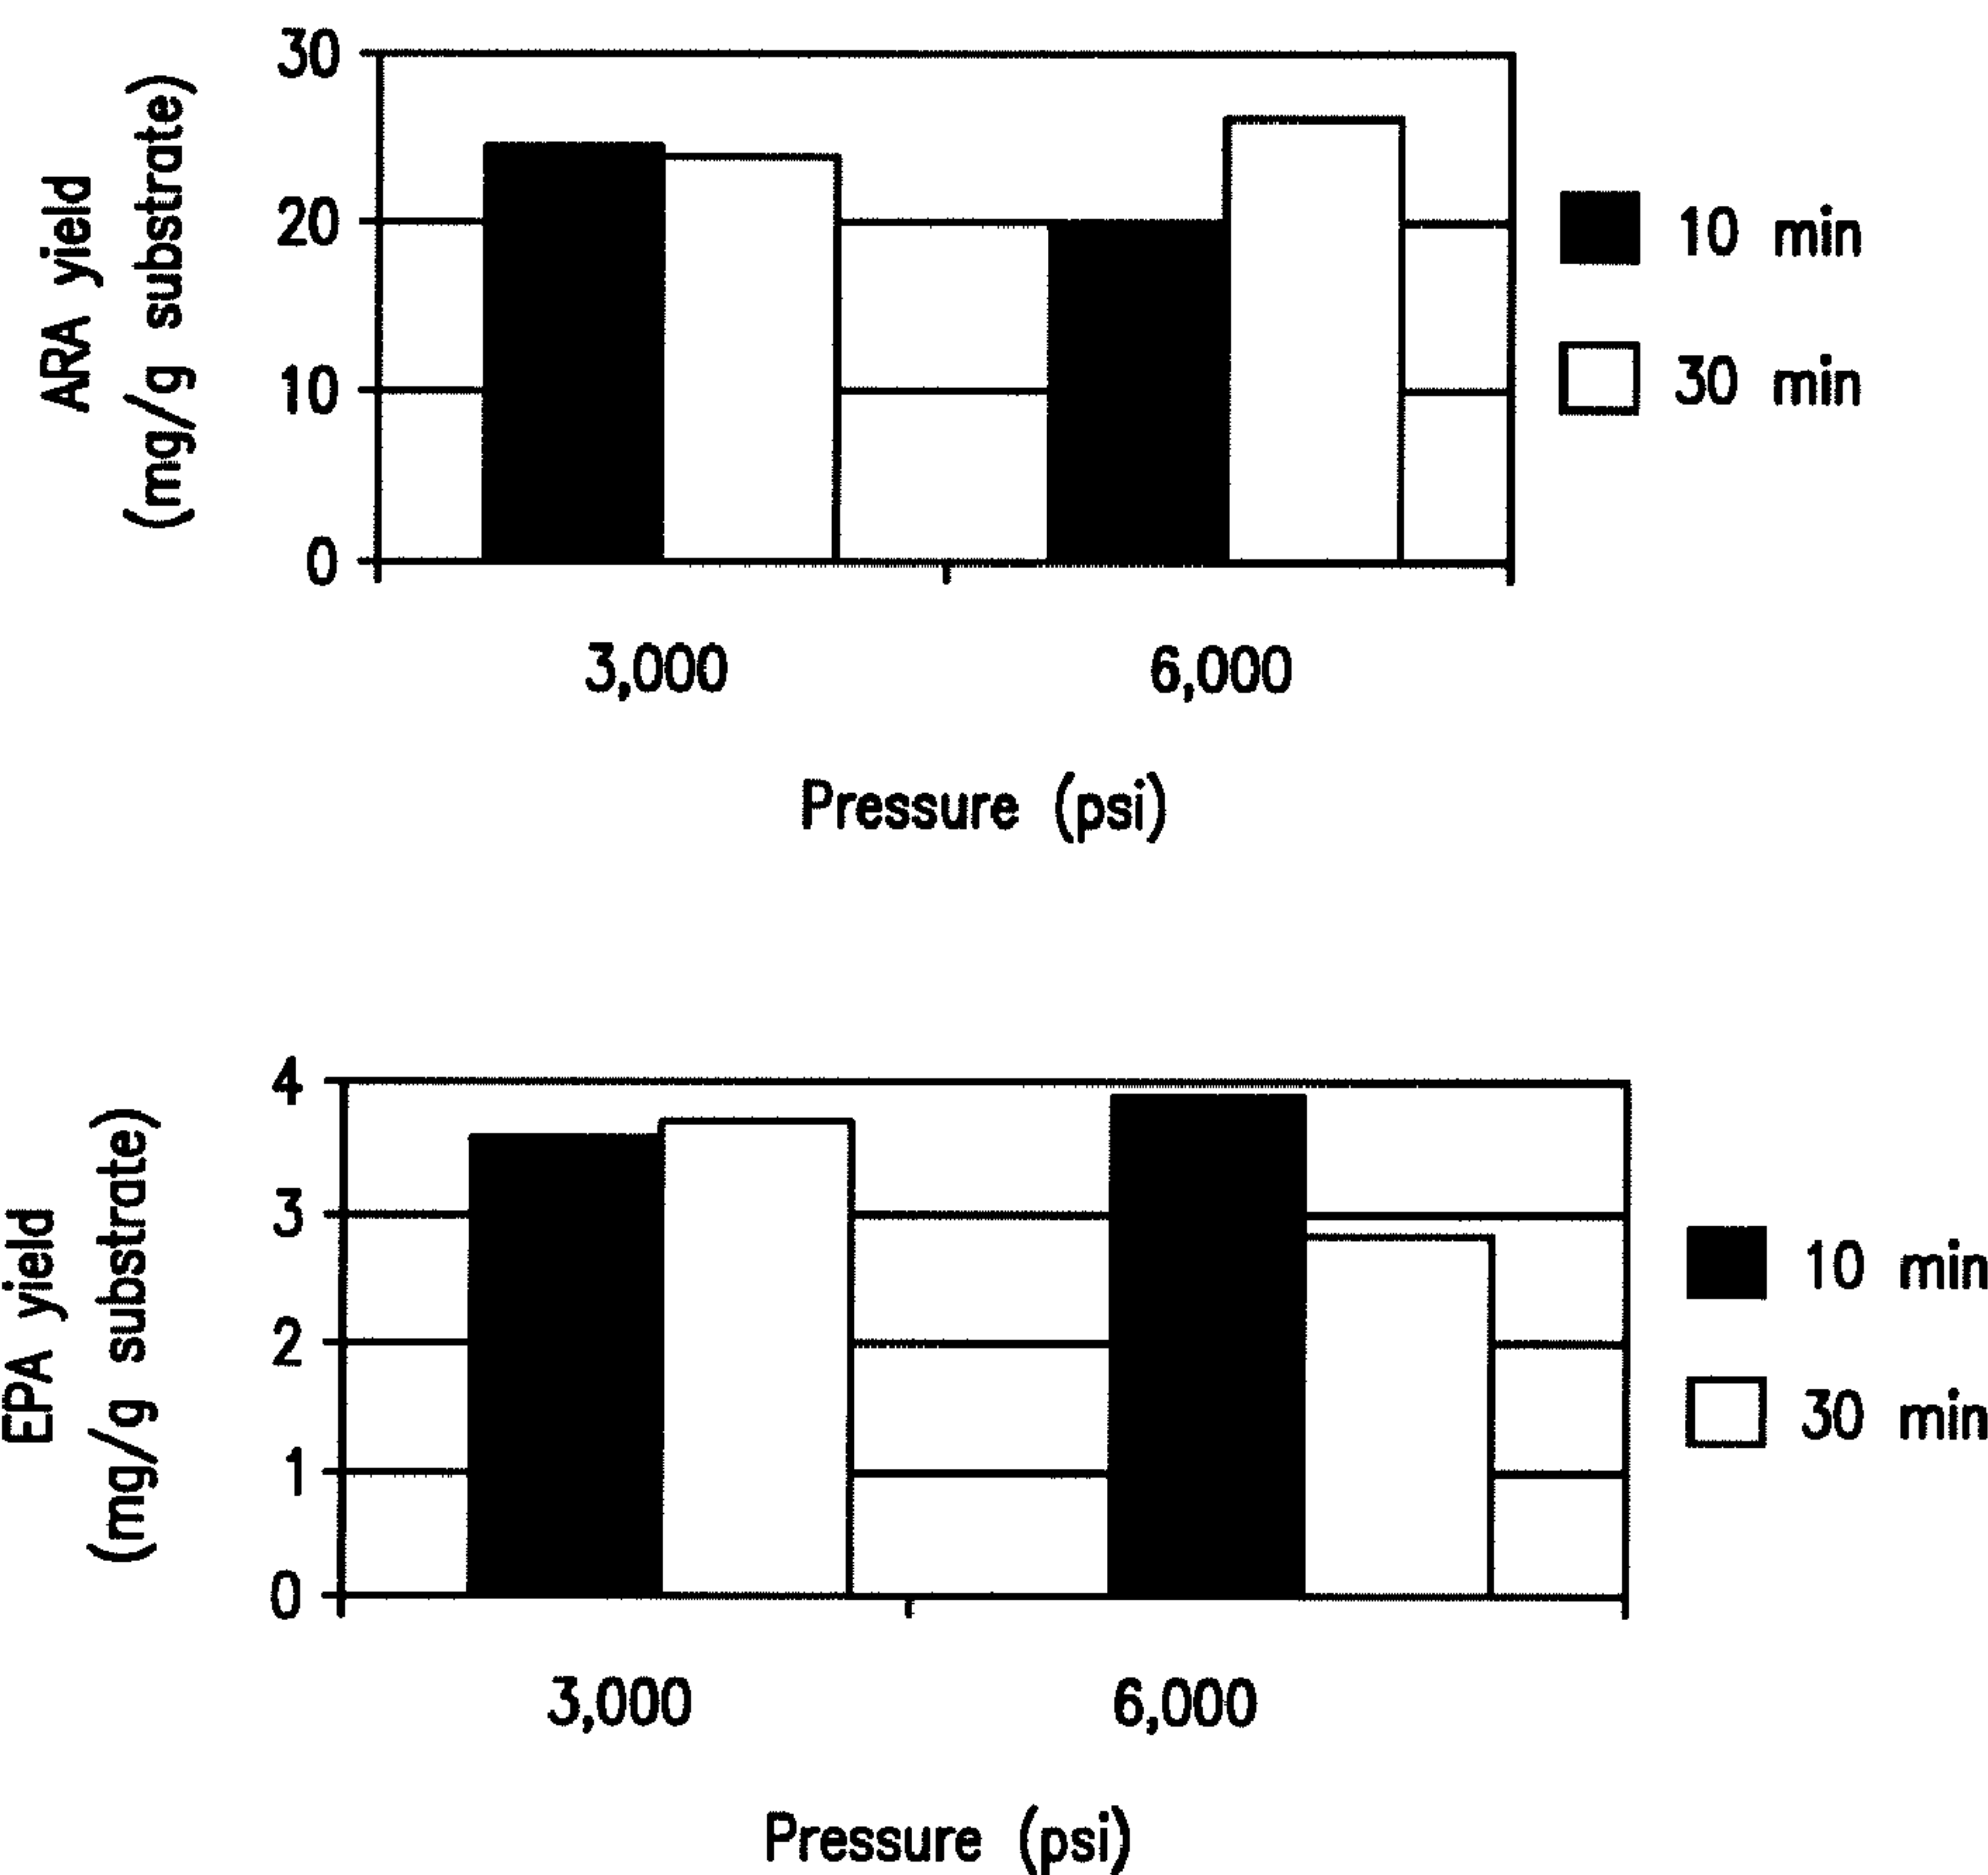 ARA yield
(mg/g substrate)
30
20
10
0
10 min
30 min
3,000 6,000
Pressure (psi)
EPA yield
(mg/g substrate)
4
3
2
1
0
10 min
30 min
3,000 6,000
Pressure (psi)